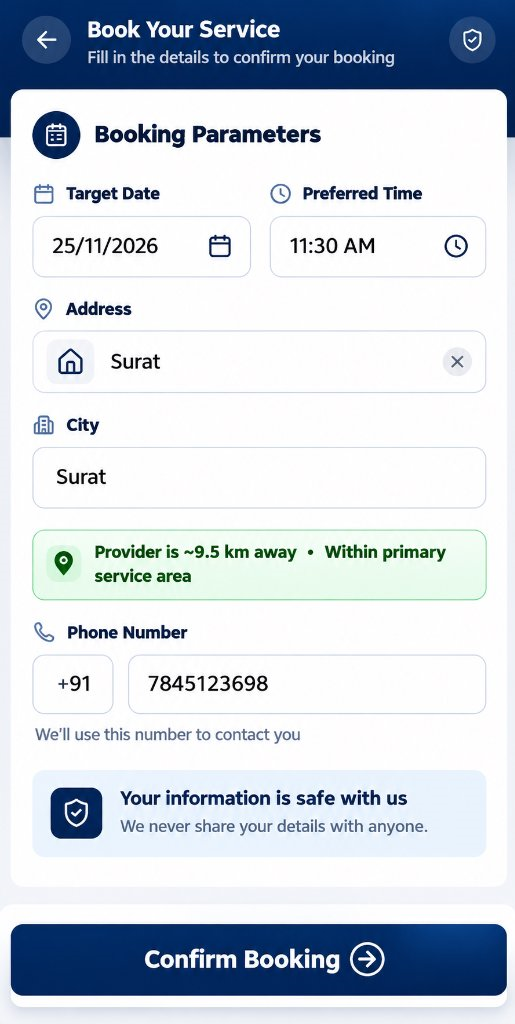 Book Your Service
Fill in the details to confirm your booking
Booking Parameters
Target Date
Preferred Time
25/11/2026
11:30 AM
Address
Surat
City
Surat
Provider is ~9.5 km away • Within primary
service area
Phone Number
+91
7845123698
We'll use this number to contact you
Your information is safe with us
We never share your details with anyone.
Confirm Booking